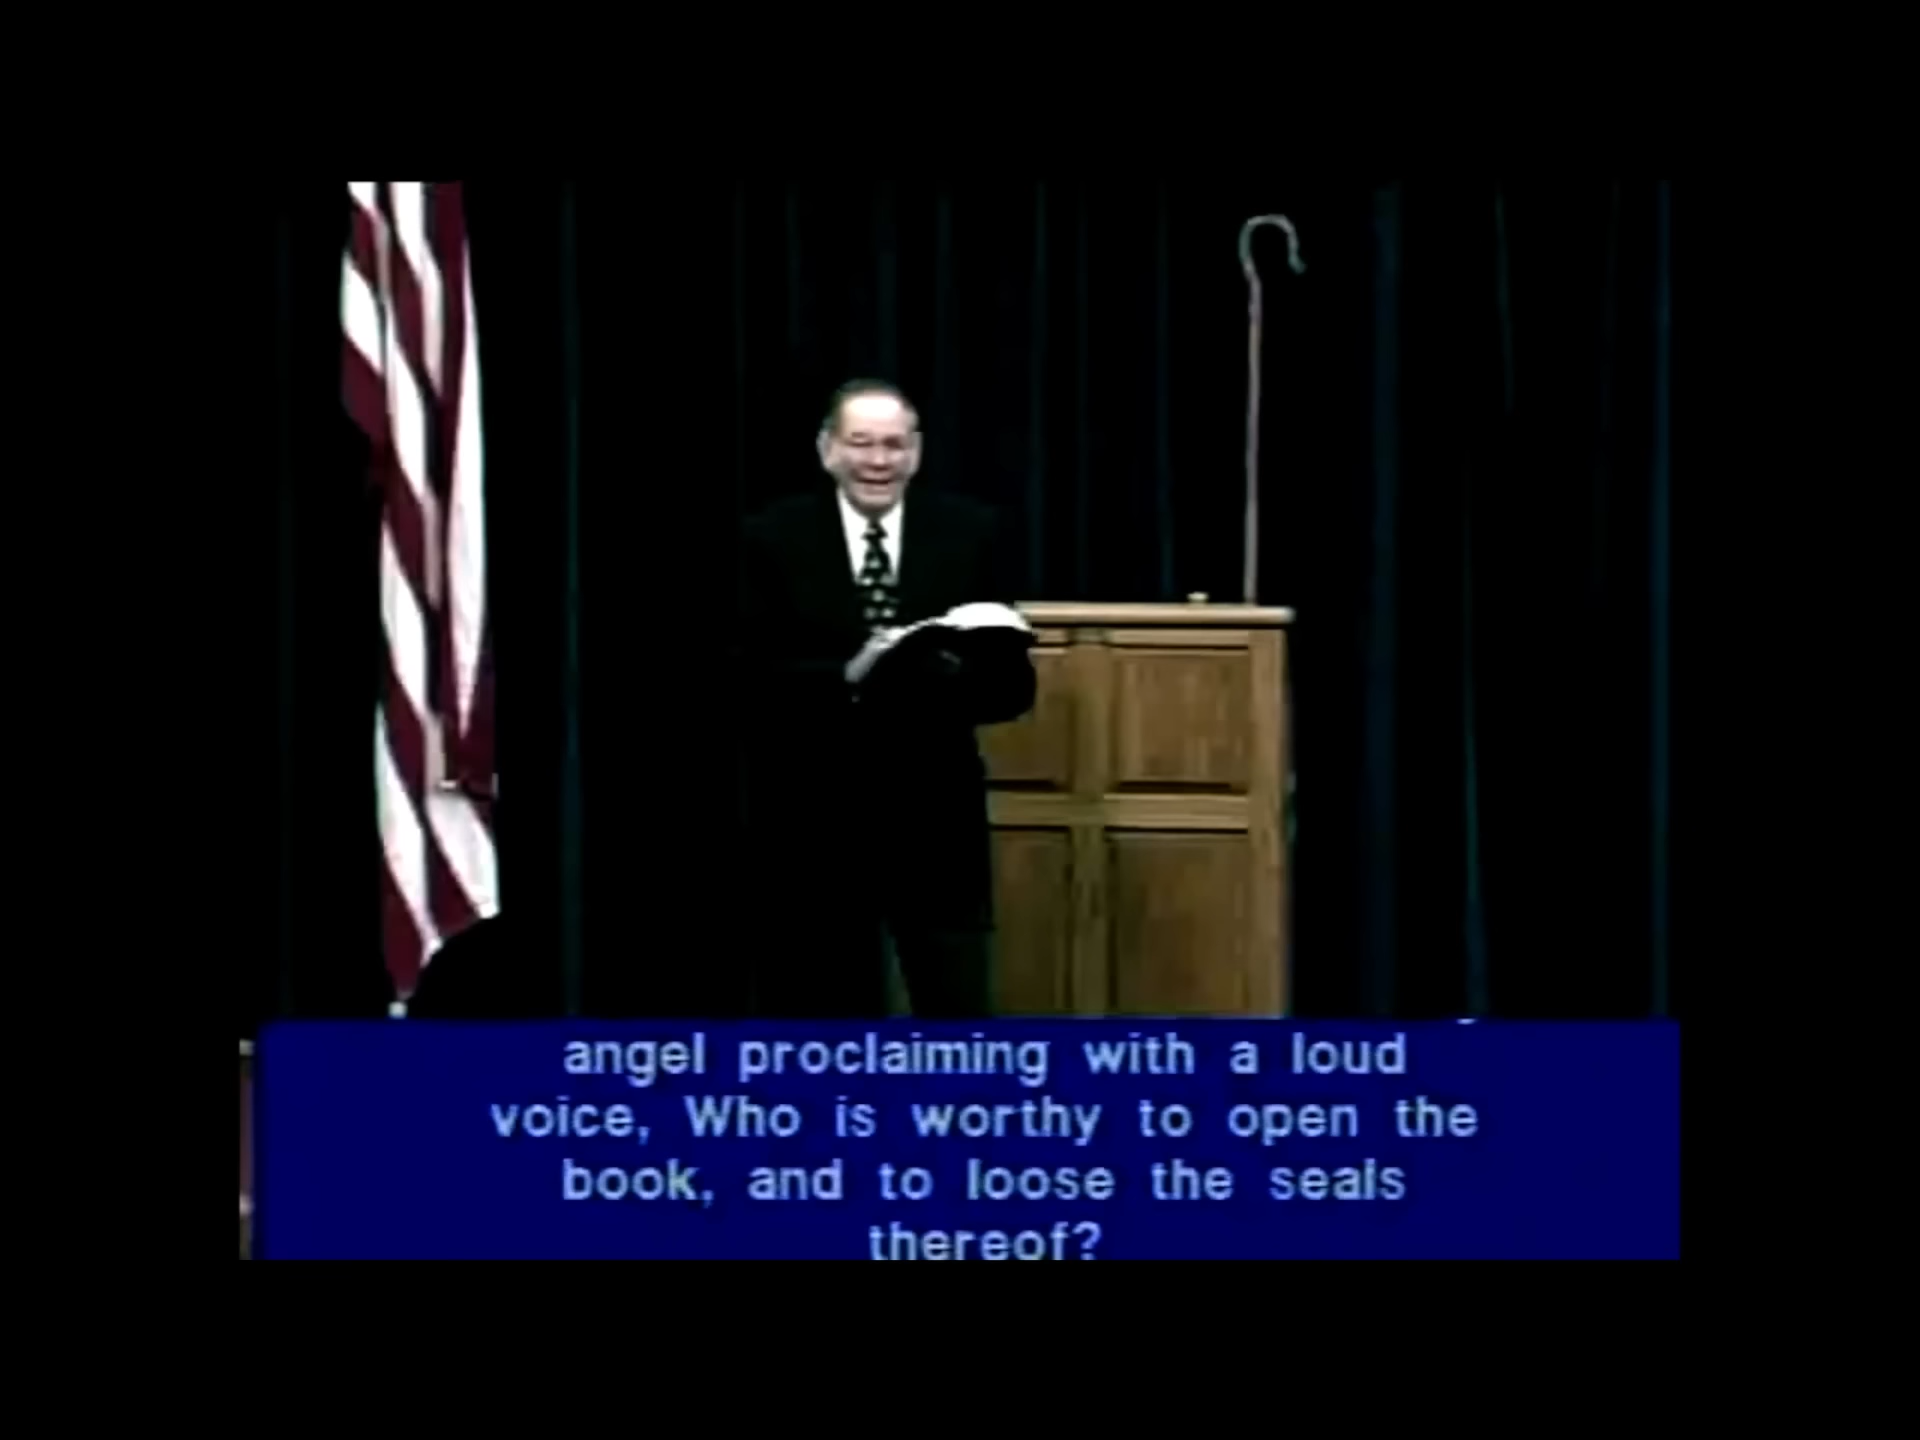 angel proclaiming with a loud
voice, Who is worthy to open the
book, and to loose the seals
thereof?